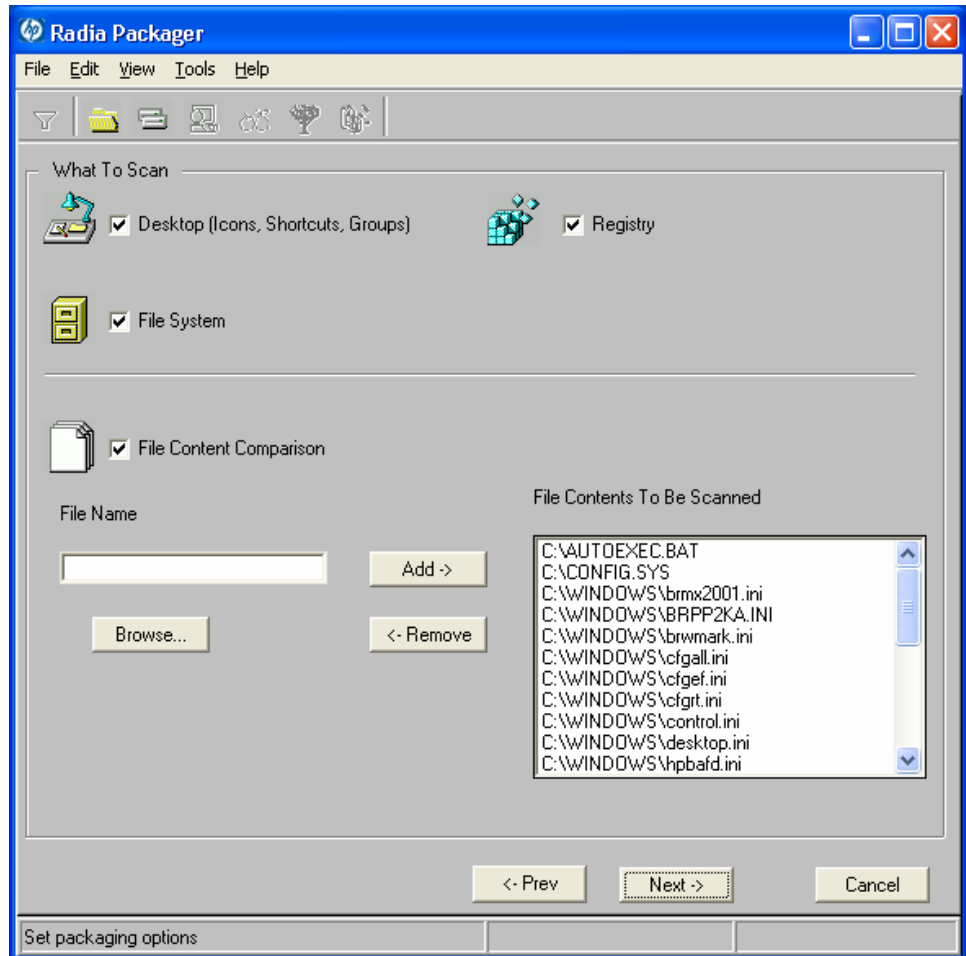 hp Radia Packager
File Edit View Tools Help
What To Scan
Desktop (Icons, Shortcuts, Groups)
Registry
File System
File Content Comparison
File Name
Add ->
Browse...
<- Remove
File Contents To Be Scanned
C:\AUTOEXEC.BAT
C:\CONFIG.SYS
C:\WINDOWS\brmx2001.ini
C:\WINDOWS\BRPP2KA.INI
C:\WINDOWS\brwmark.ini
C:\WINDOWS\cfgall.ini
C:\WINDOWS\cfgef.ini
C:\WINDOWS\cfgrt.ini
C:\WINDOWS\control.ini
C:\WINDOWS\desktop.ini
C:\WINDOWS\hpbafd.ini
<- Prev
Next ->
Cancel
Set packaging options